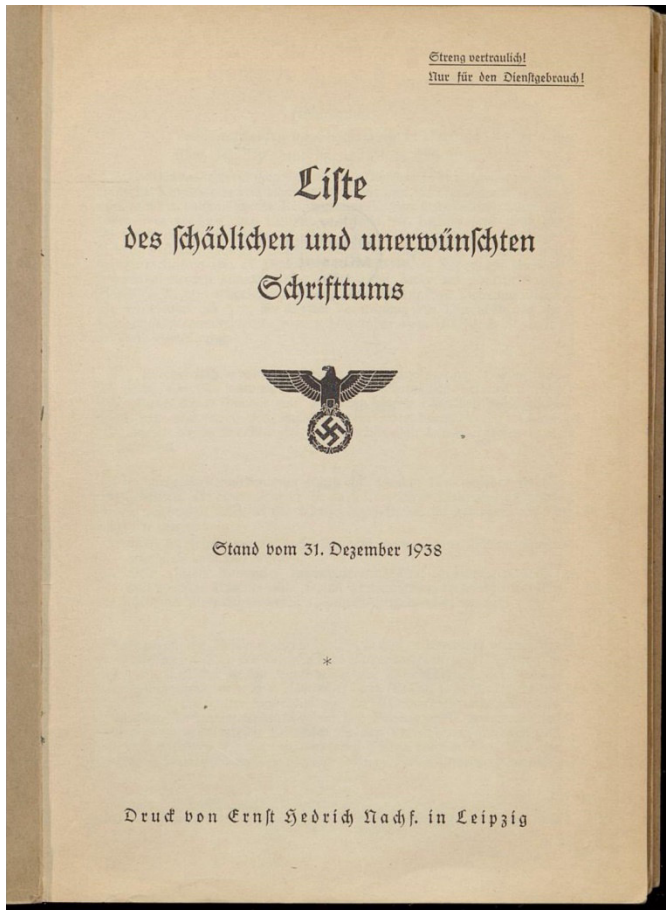 Streng vertraulich!
Nur für den Dienstgebrauch!
Liste
des schädlichen und unerwünschten
Schrifttums
Stand vom 31. Dezember 1938
*
Druck von Ernst Hedrich Nachf. in Leipzig